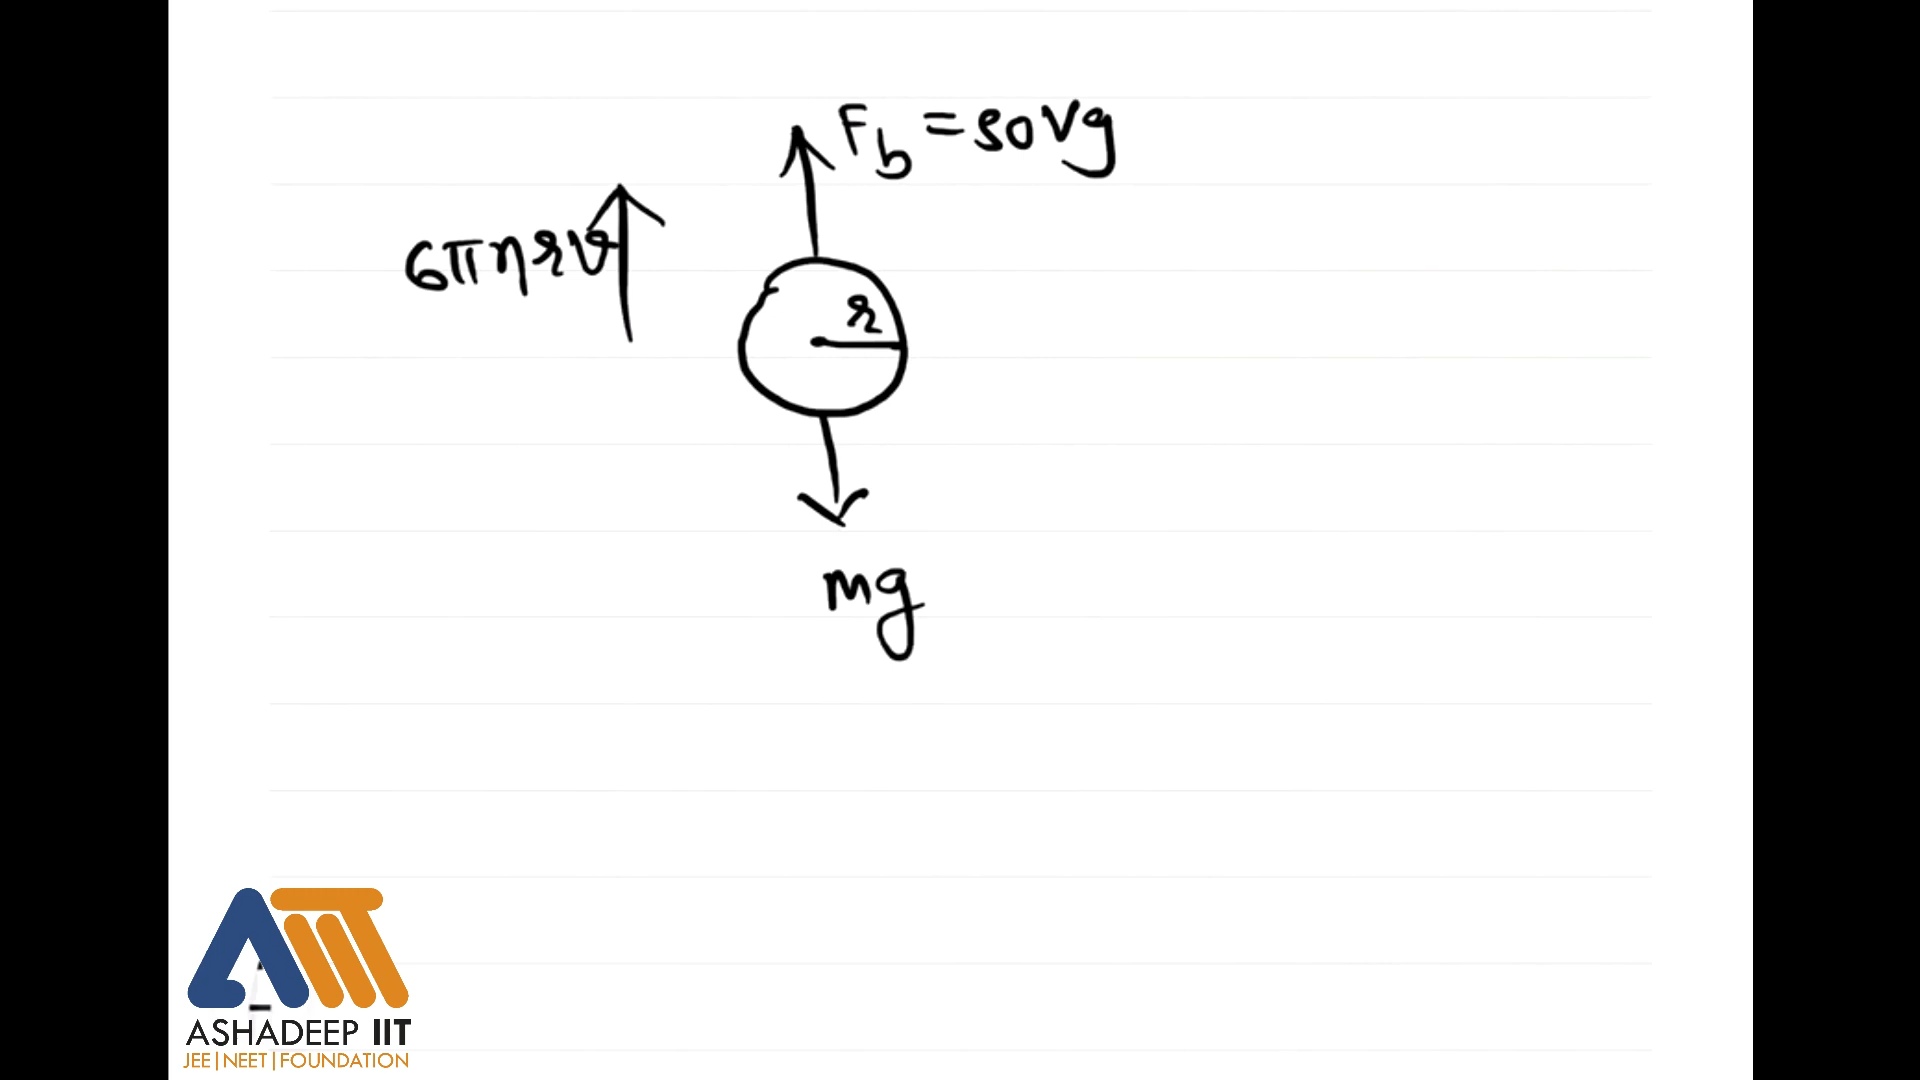 F_b = ρ0Vg
6πηrv
r
mg
ASHADEEP IIT
JEE|NEET|FOUNDATION